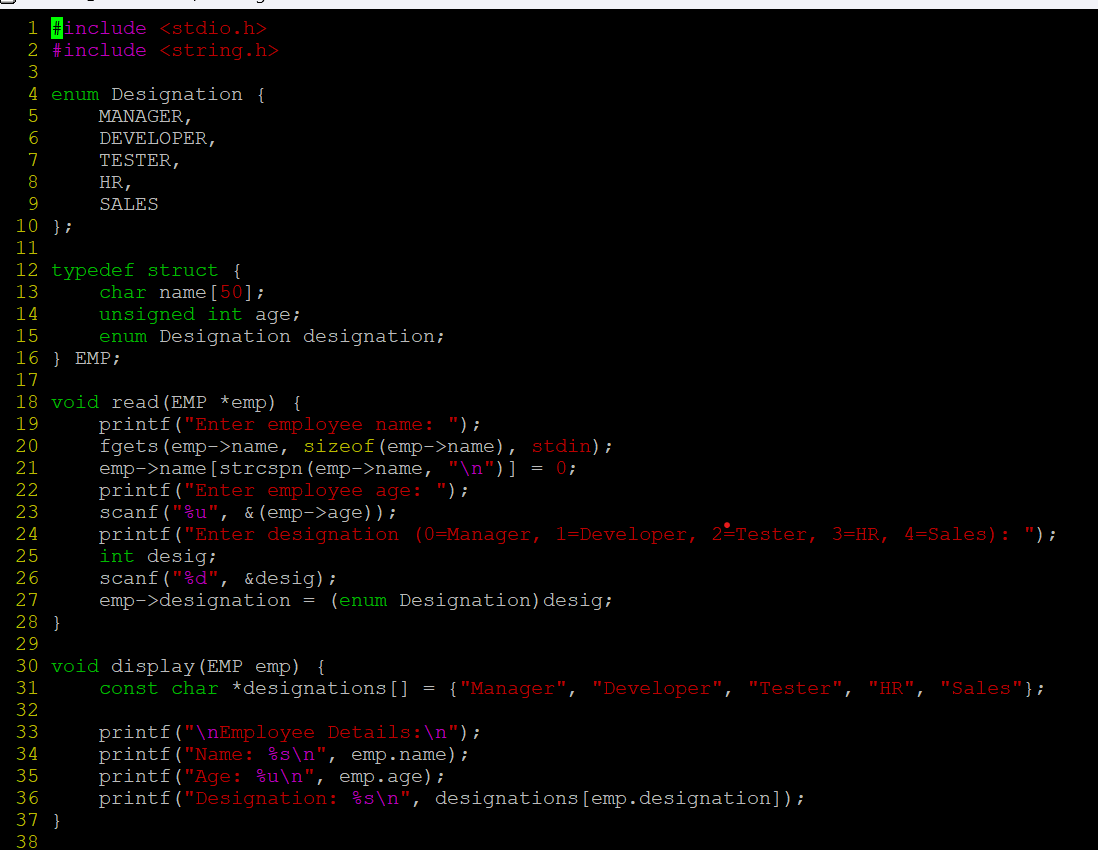 1 #include <stdio.h>
2 #include <string.h>
3
4 enum Designation {
5     MANAGER,
6     DEVELOPER,
7     TESTER,
8     HR,
9     SALES
10 };
11
12 typedef struct {
13     char name[50];
14     unsigned int age;
15     enum Designation designation;
16 } EMP;
17
18 void read(EMP *emp) {
19     printf("Enter employee name: ");
20     fgets(emp->name, sizeof(emp->name), stdin);
21     emp->name[strcspn(emp->name, "\n")] = 0;
22     printf("Enter employee age: ");
23     scanf("%u", &(emp->age));
24     printf("Enter designation (0=Manager, 1=Developer, 2=Tester, 3=HR, 4=Sales): ");
25     int desig;
26     scanf("%d", &desig);
27     emp->designation = (enum Designation)desig;
28 }
29
30 void display(EMP emp) {
31     const char *designations[] = {"Manager", "Developer", "Tester", "HR", "Sales"};
32
33     printf("\nEmployee Details:\n");
34     printf("Name: %s\n", emp.name);
35     printf("Age: %u\n", emp.age);
36     printf("Designation: %s\n", designations[emp.designation]);
37 }
38